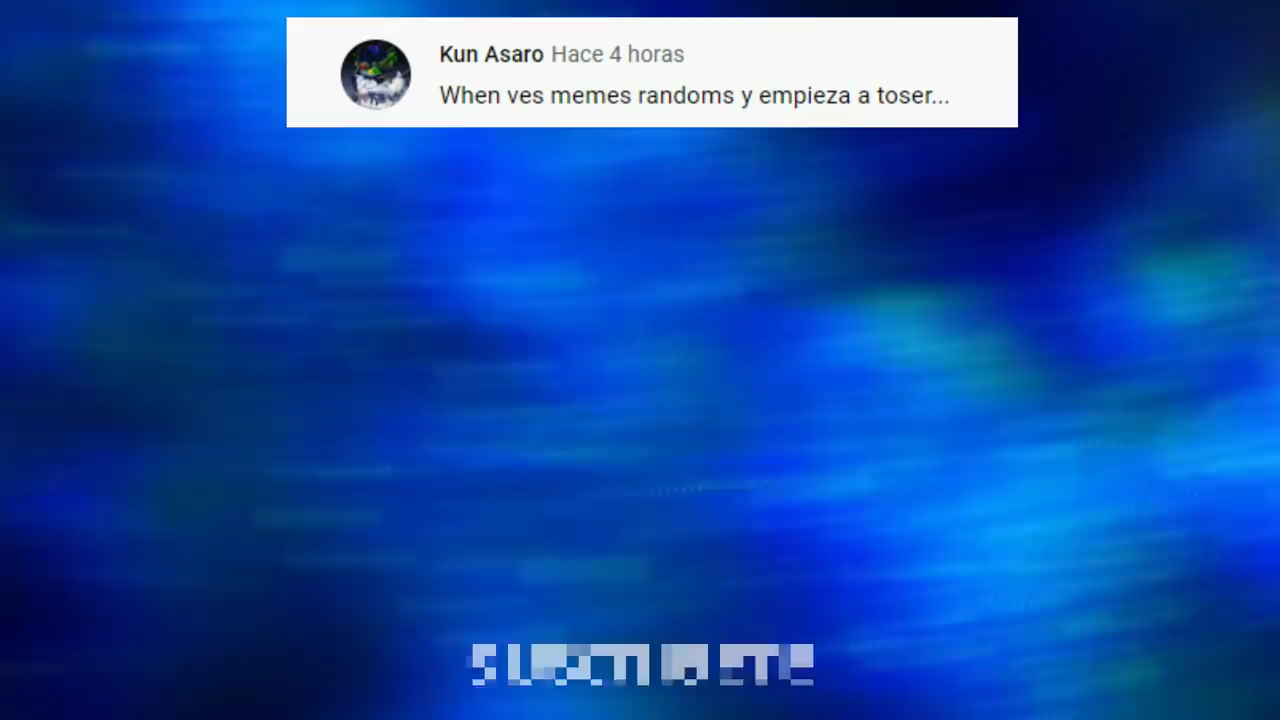 Kun Asaro Hace 4 horas
When ves memes randoms y empieza a toser...